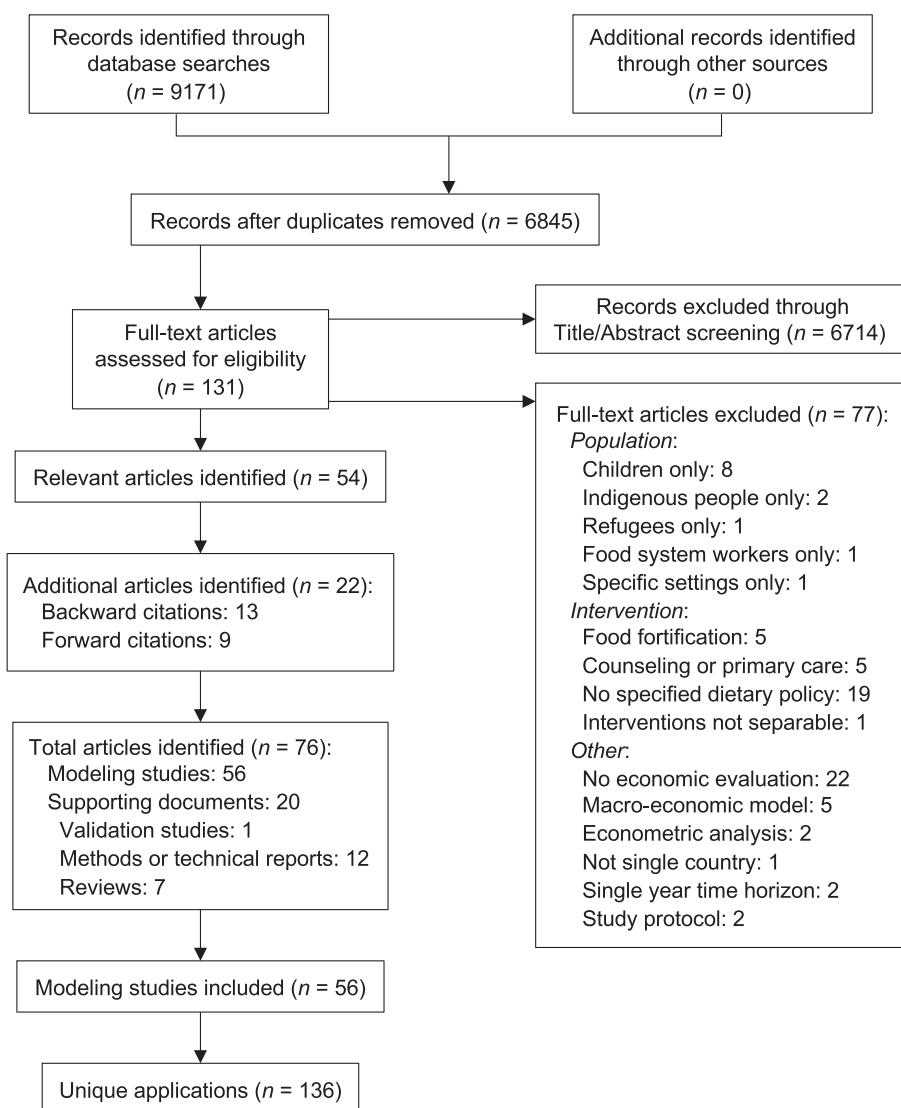 Records identified through
database searches
(n = 9171)
Additional records identified
through other sources
(n = 0)
Records after duplicates removed (n = 6845)
Full-text articles
assessed for eligibility
(n = 131)
Records excluded through
Title/Abstract screening (n = 6714)
Relevant articles identified (n = 54)
Full-text articles excluded (n = 77):
Population:
Children only: 8
Indigenous people only: 2
Refugees only: 1
Food system workers only: 1
Specific settings only: 1
Intervention:
Food fortification: 5
Counseling or primary care: 5
No specified dietary policy: 19
Interventions not separable: 1
Other:
No economic evaluation: 22
Macro-economic model: 5
Econometric analysis: 2
Not single country: 1
Single year time horizon: 2
Study protocol: 2
Additional articles identified (n = 22):
Backward citations: 13
Forward citations: 9
Total articles identified (n = 76):
Modeling studies: 56
Supporting documents: 20
Validation studies: 1
Methods or technical reports: 12
Reviews: 7
Modeling studies included (n = 56)
Unique applications (n = 136)